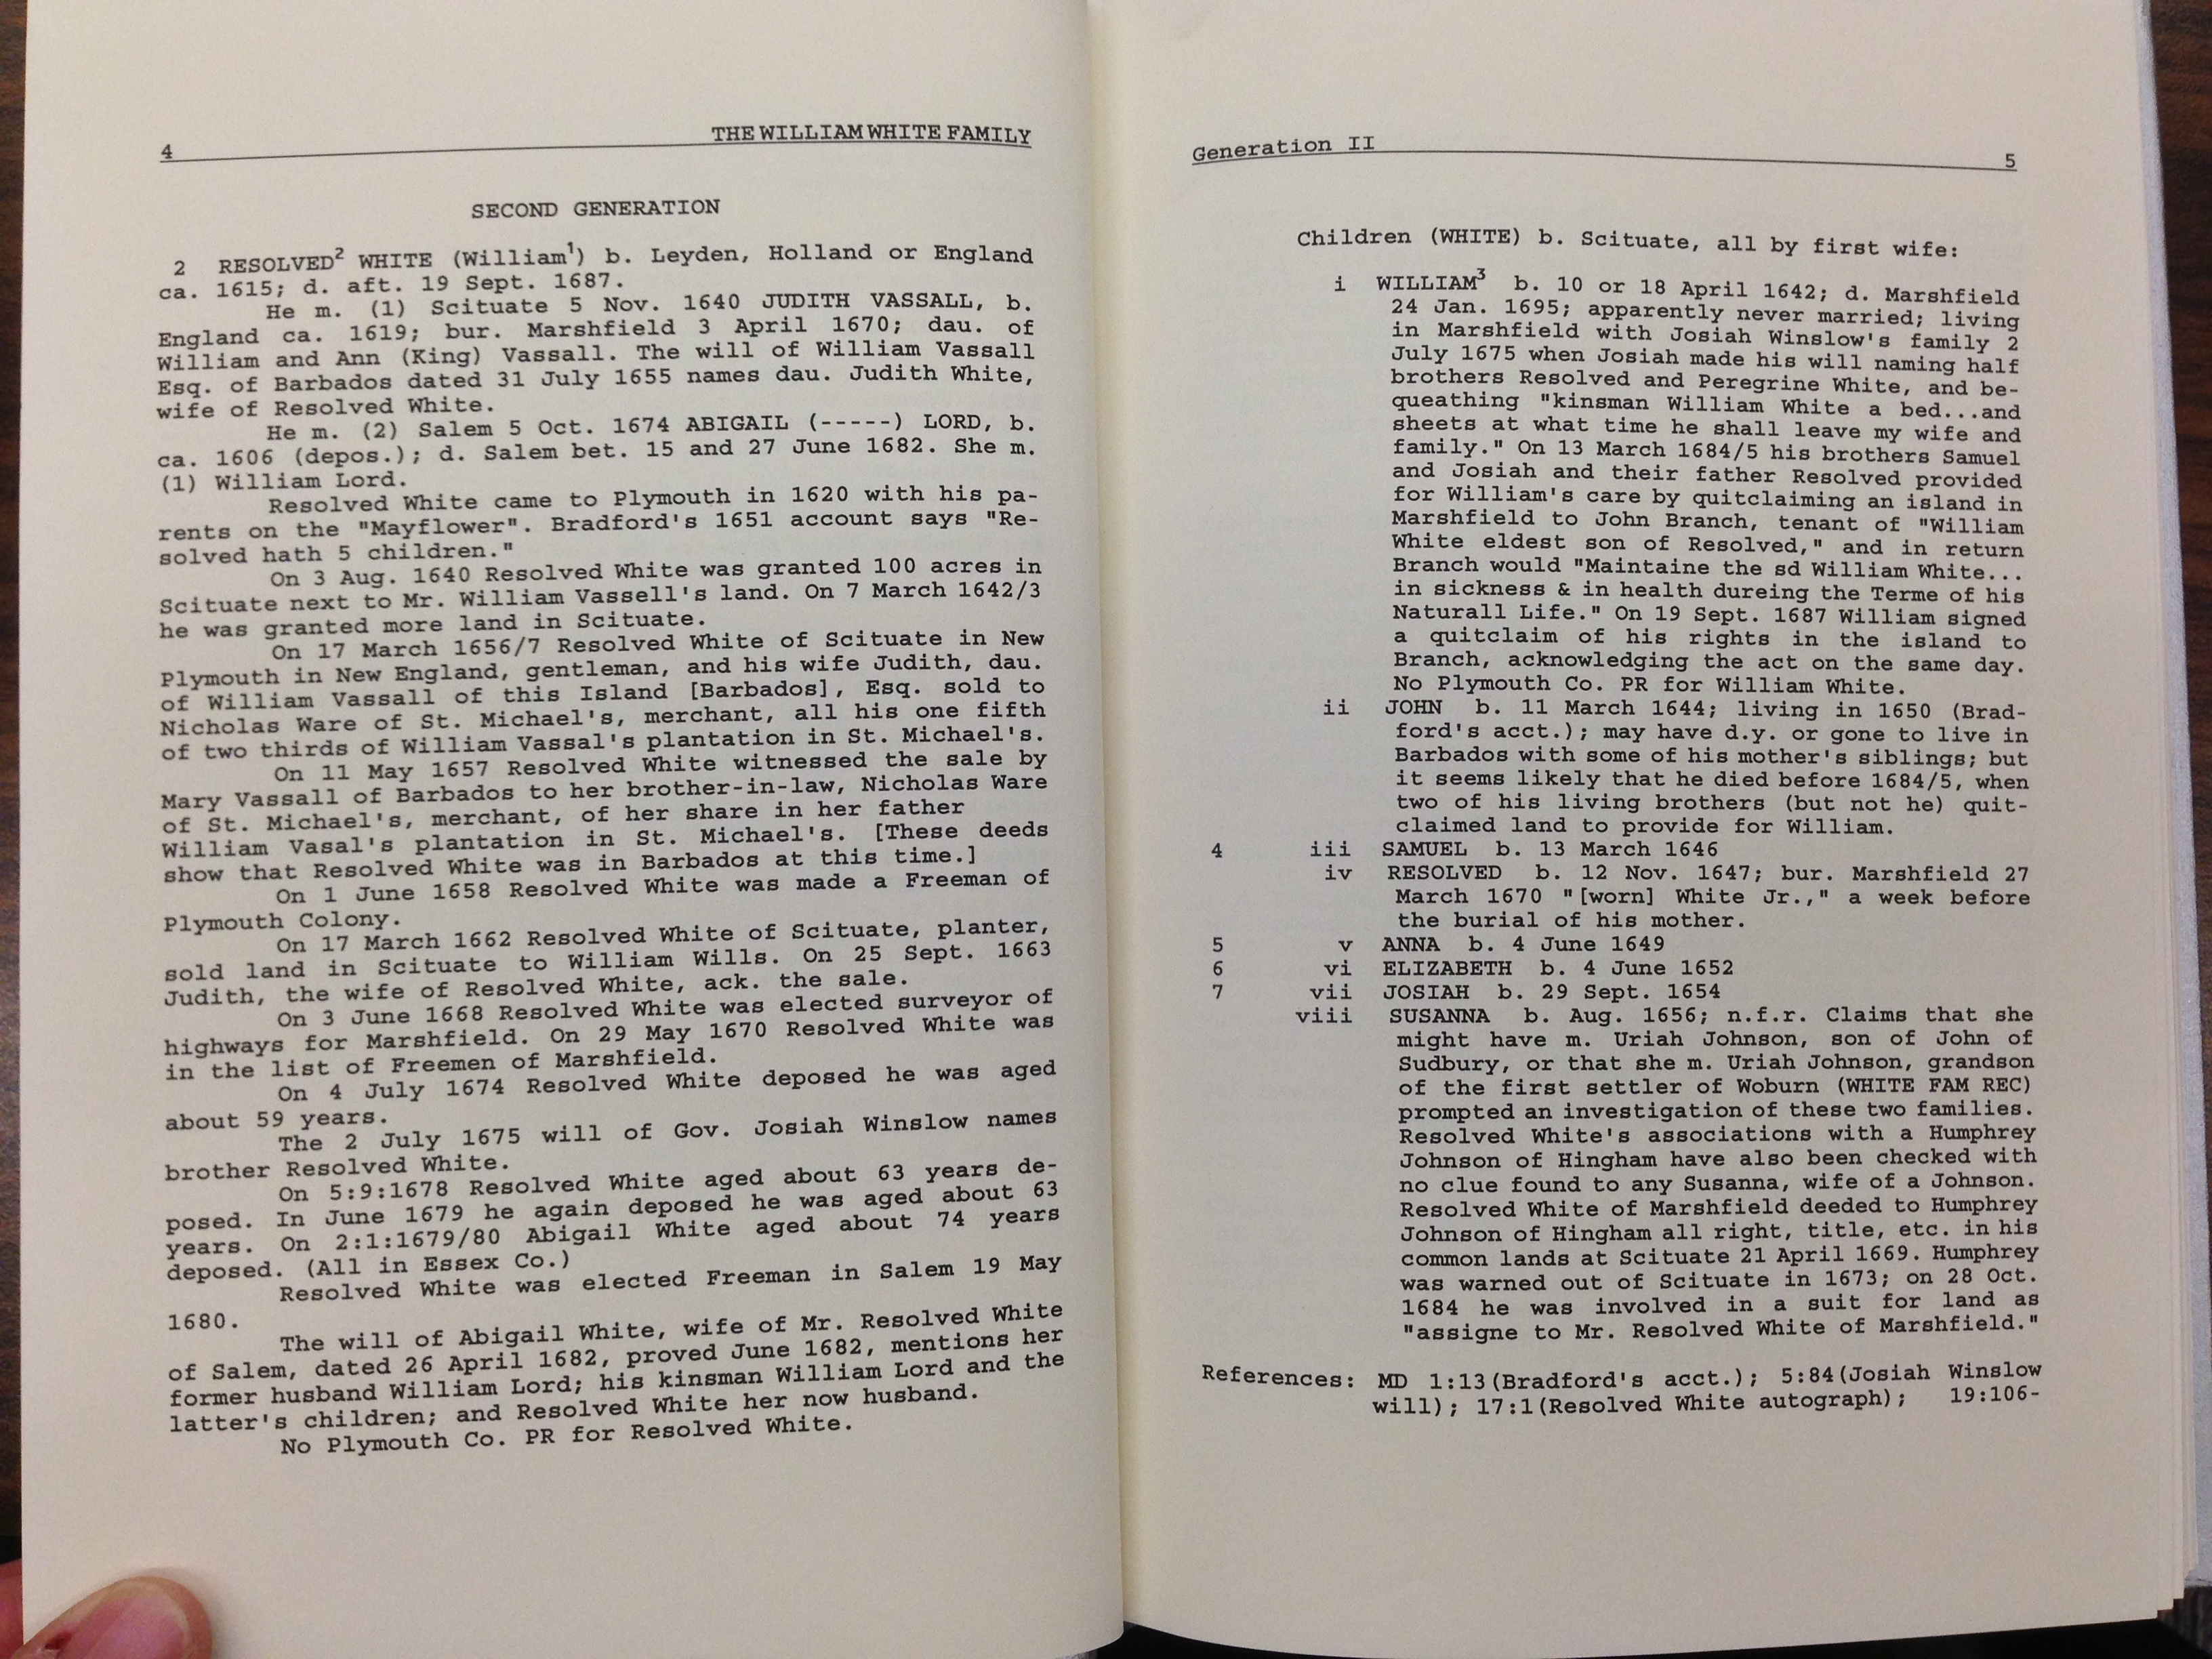 4 THE WILLIAM WHITE FAMILY
SECOND GENERATION
2 RESOLVED² WHITE (William¹) b. Leyden, Holland or England
ca. 1615; d. aft. 19 Sept. 1687.
He m. (1) Scituate 5 Nov. 1640 JUDITH VASSALL, b.
England ca. 1619; bur. Marshfield 3 April 1670; dau. of
William and Ann (King) Vassall. The will of William Vassall
Esq. of Barbados dated 31 July 1655 names dau. Judith White,
wife of Resolved White.
He m. (2) Salem 5 Oct. 1674 ABIGAIL (-----) LORD, b.
ca. 1606 (depos.); d. Salem bet. 15 and 27 June 1682. She m.
(1) William Lord.
Resolved White came to Plymouth in 1620 with his pa-
rents on the "Mayflower". Bradford's 1651 account says "Re-
solved hath 5 children."
On 3 Aug. 1640 Resolved White was granted 100 acres in
Scituate next to Mr. William Vassell's land. On 7 March 1642/3
he was granted more land in Scituate.
On 17 March 1656/7 Resolved White of Scituate in New
Plymouth in New England, gentleman, and his wife Judith, dau.
of William Vassall of this Island [Barbados], Esq. sold to
Nicholas Ware of St. Michael's, merchant, all his one fifth
of two thirds of William Vassal's plantation in St. Michael's.
On 11 May 1657 Resolved White witnessed the sale by
Mary Vassall of Barbados to her brother-in-law, Nicholas Ware
of St. Michael's, merchant, of her share in her father
William Vasal's plantation in St. Michael's. [These deeds
show that Resolved White was in Barbados at this time.]
On 1 June 1658 Resolved White was made a Freeman of
Plymouth Colony.
On 17 March 1662 Resolved White of Scituate, planter,
sold land in Scituate to William Wills. On 25 Sept. 1663
Judith, the wife of Resolved White, ack. the sale.
On 3 June 1668 Resolved White was elected surveyor of
highways for Marshfield. On 29 May 1670 Resolved White was
in the list of Freemen of Marshfield.
On 4 July 1674 Resolved White deposed he was aged
about 59 years.
The 2 July 1675 will of Gov. Josiah Winslow names
brother Resolved White.
On 5:9:1678 Resolved White aged about 63 years de-
posed. In June 1679 he again deposed he was aged about 63
years. On 2:1:1679/80 Abigail White aged about 74 years
deposed. (All in Essex Co.)
Resolved White was elected Freeman in Salem 19 May
1680.
The will of Abigail White, wife of Mr. Resolved White
of Salem, dated 26 April 1682, proved June 1682, mentions her
former husband William Lord; his kinsman William Lord and the
latter's children; and Resolved White her now husband.
No Plymouth Co. PR for Resolved White.
Generation II 5
Children (WHITE) b. Scituate, all by first wife:
i WILLIAM³ b. 10 or 18 April 1642; d. Marshfield
24 Jan. 1695; apparently never married; living
in Marshfield with Josiah Winslow's family 2
July 1675 when Josiah made his will naming half
brothers Resolved and Peregrine White, and be-
queathing "kinsman William White a bed...and
sheets at what time he shall leave my wife and
family." On 13 March 1684/5 his brothers Samuel
and Josiah and their father Resolved provided
for William's care by quitclaiming an island in
Marshfield to John Branch, tenant of "William
White eldest son of Resolved," and in return
Branch would "Maintaine the sd William White...
in sickness & in health dureing the Terme of his
Naturall Life." On 19 Sept. 1687 William signed
a quitclaim of his rights in the island to
Branch, acknowledging the act on the same day.
No Plymouth Co. PR for William White.
ii JOHN b. 11 March 1644; living in 1650 (Brad-
ford's acct.); may have d.y. or gone to live in
Barbados with some of his mother's siblings; but
it seems likely that he died before 1684/5, when
two of his living brothers (but not he) quit-
claimed land to provide for William.
4 iii SAMUEL b. 13 March 1646
iv RESOLVED b. 12 Nov. 1647; bur. Marshfield 27
March 1670 "[worn] White Jr.," a week before
the burial of his mother.
5 v ANNA b. 4 June 1649
6 vi ELIZABETH b. 4 June 1652
7 vii JOSIAH b. 29 Sept. 1654
viii SUSANNA b. Aug. 1656; n.f.r. Claims that she
might have m. Uriah Johnson, son of John of
Sudbury, or that she m. Uriah Johnson, grandson
of the first settler of Woburn (WHITE FAM REC)
prompted an investigation of these two families.
Resolved White's associations with a Humphrey
Johnson of Hingham have also been checked with
no clue found to any Susanna, wife of a Johnson.
Resolved White of Marshfield deeded to Humphrey
Johnson of Hingham all right, title, etc. in his
common lands at Scituate 21 April 1669. Humphrey
was warned out of Scituate in 1673; on 28 Oct.
1684 he was involved in a suit for land as
"assigne to Mr. Resolved White of Marshfield."
References: MD 1:13(Bradford's acct.); 5:84(Josiah Winslow
will); 17:1(Resolved White autograph); 19:106-